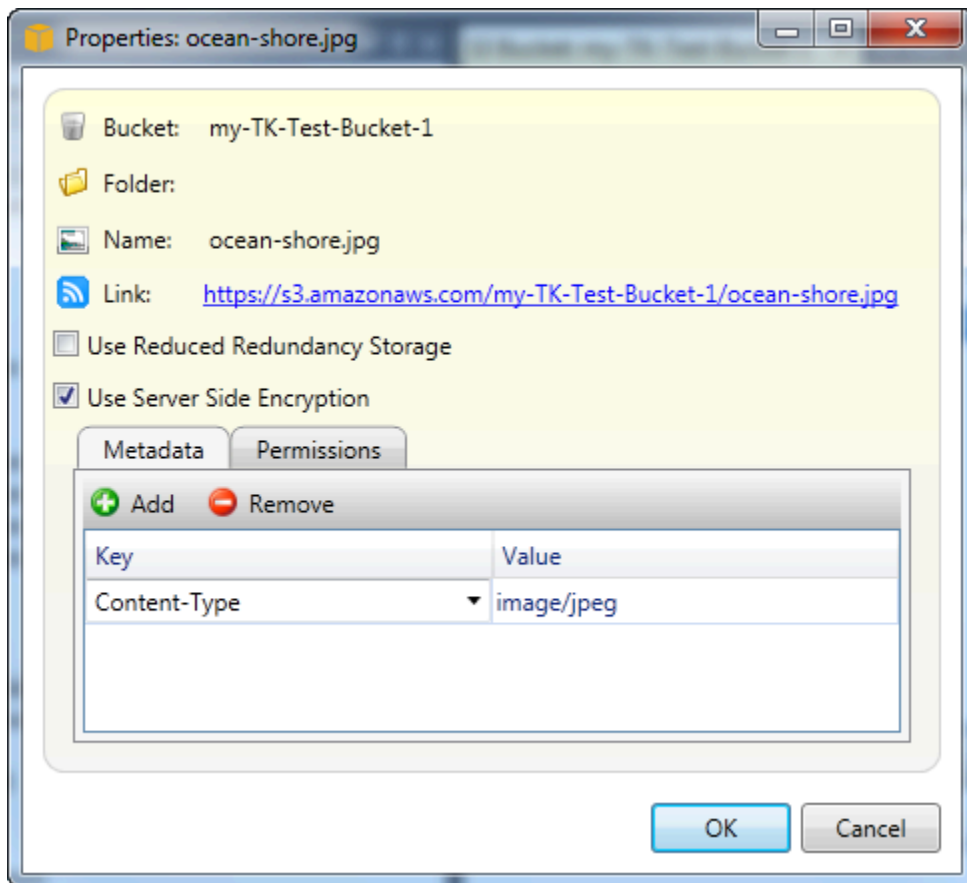 Properties: ocean-shore.jpg
Bucket: my-TK-Test-Bucket-1
Folder:
Name: ocean-shore.jpg
Link: https://s3.amazonaws.com/my-TK-Test-Bucket-1/ocean-shore.jpg
Use Reduced Redundancy Storage
Use Server Side Encryption
Metadata Permissions
Add Remove
Key Value
Content-Type image/jpeg
OK Cancel